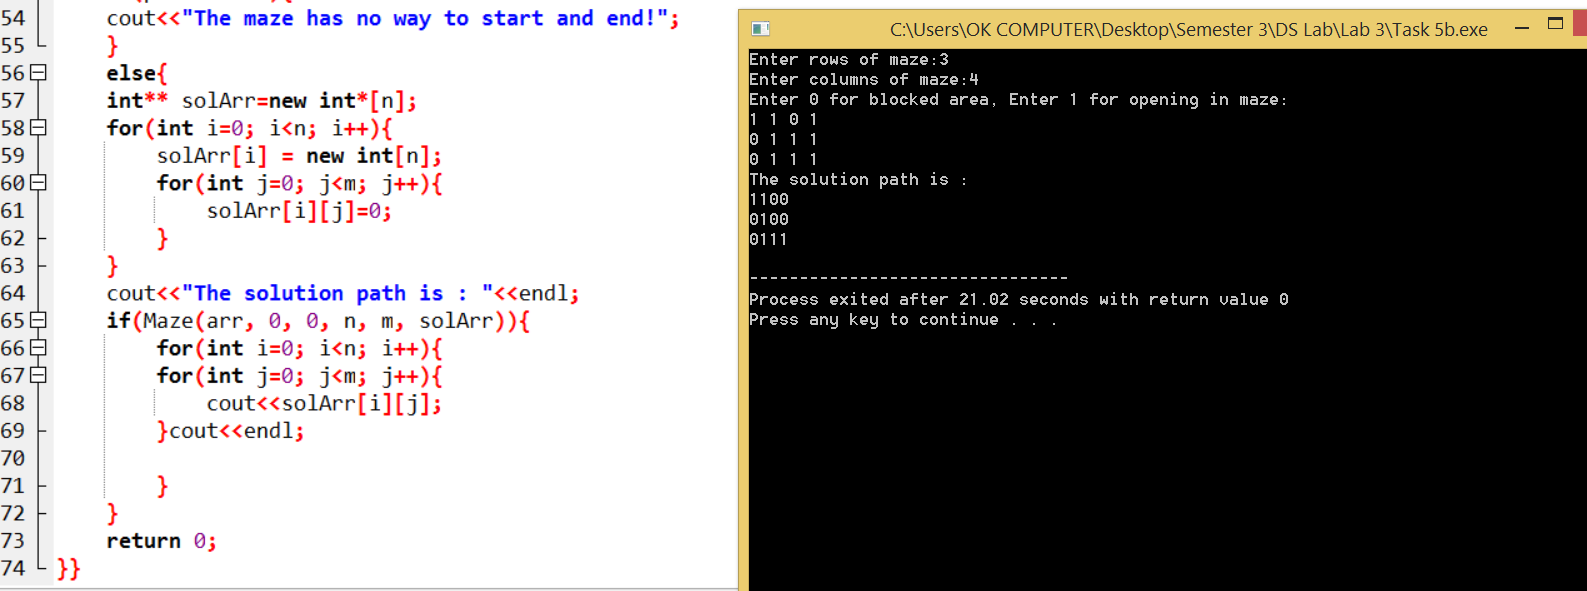 54 cout<<"The maze has no way to start and end!";
55 }
56 else{
57 int** solArr=new int*[n];
58 for(int i=0; i<n; i++){
59 solArr[i] = new int[n];
60 for(int j=0; j<m; j++){
61 solArr[i][j]=0;
62 }
63 }
64 cout<<"The solution path is : "<<endl;
65 if(Maze(arr, 0, 0, n, m, solArr)){
66 for(int i=0; i<n; i++){
67 for(int j=0; j<m; j++){
68 cout<<solArr[i][j];
69 }cout<<endl;
70
71 }
72 }
73 return 0;
74 }}
C:\Users\OK COMPUTER\Desktop\Semester 3\DS Lab\Lab 3\Task 5b.exe
Enter rows of maze:3
Enter columns of maze:4
Enter 0 for blocked area, Enter 1 for opening in maze:
1 1 0 1
0 1 1 1
0 1 1 1
The solution path is :
1100
0100
0111
--------------------------------
Process exited after 21.02 seconds with return value 0
Press any key to continue . . .